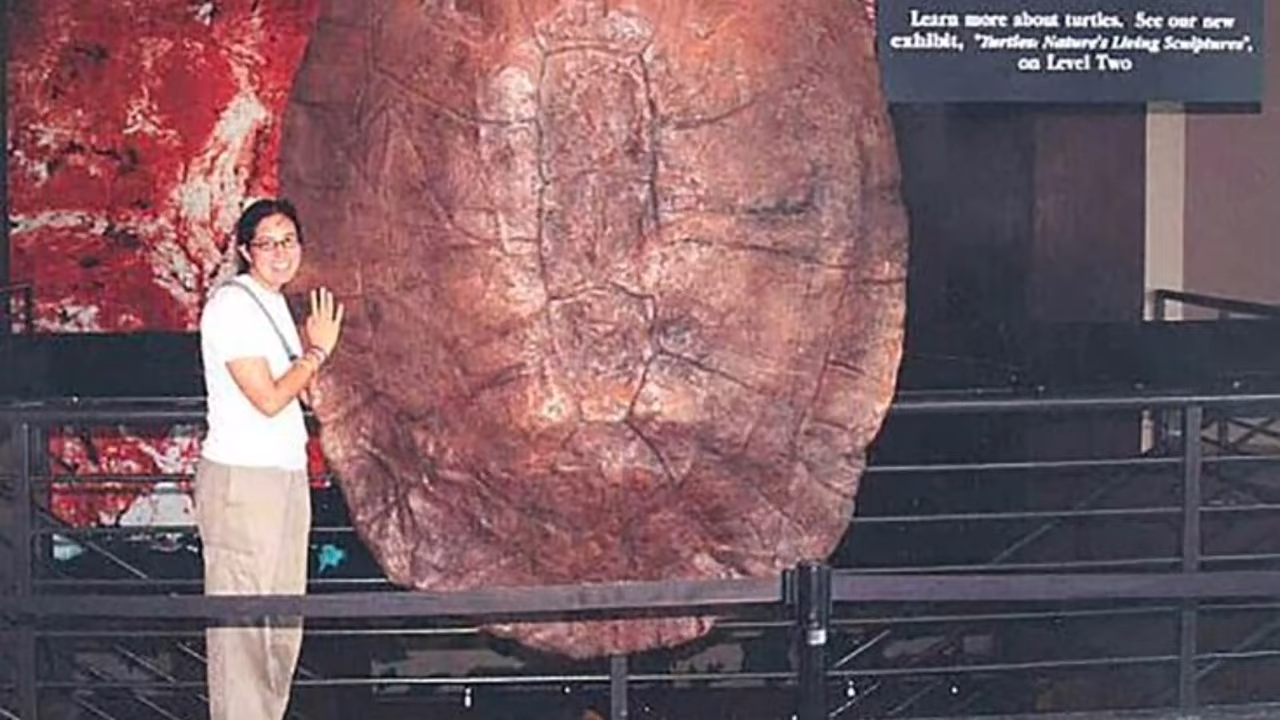 Learn more about turtles. See our new
exhibit, "Turtles: Nature's Living Sculptures",
on Level Two